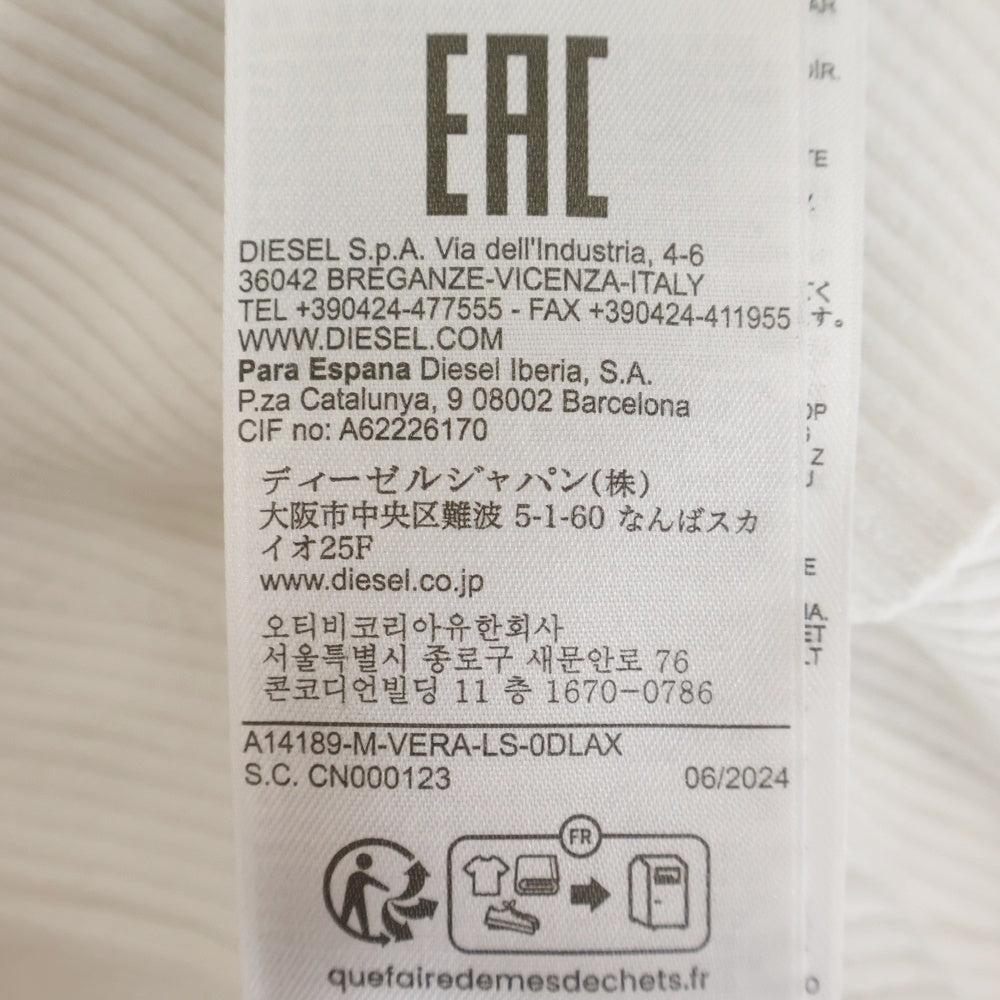 EAC
DIESEL S.p.A. Via dell'Industria, 4-6
36042 BREGANZE-VICENZA-ITALY
TEL +390424-477555 - FAX +390424-411955
WWW.DIESEL.COM
Para Espana Diesel Iberia, S.A.
P.za Catalunya, 9 08002 Barcelona
CIF no: A62226170
ディーゼルジャパン(株)
大阪市中央区難波 5-1-60 なんばスカ
イオ25F
www.diesel.co.jp
오티비코리아유한회사
서울특별시 종로구 새문안로 76
콘코디언빌딩 11 층 1670-0786
A14189-M-VERA-LS-0DLAX
S.C. CN000123 06/2024
FR
quefairedemesdechets.fr